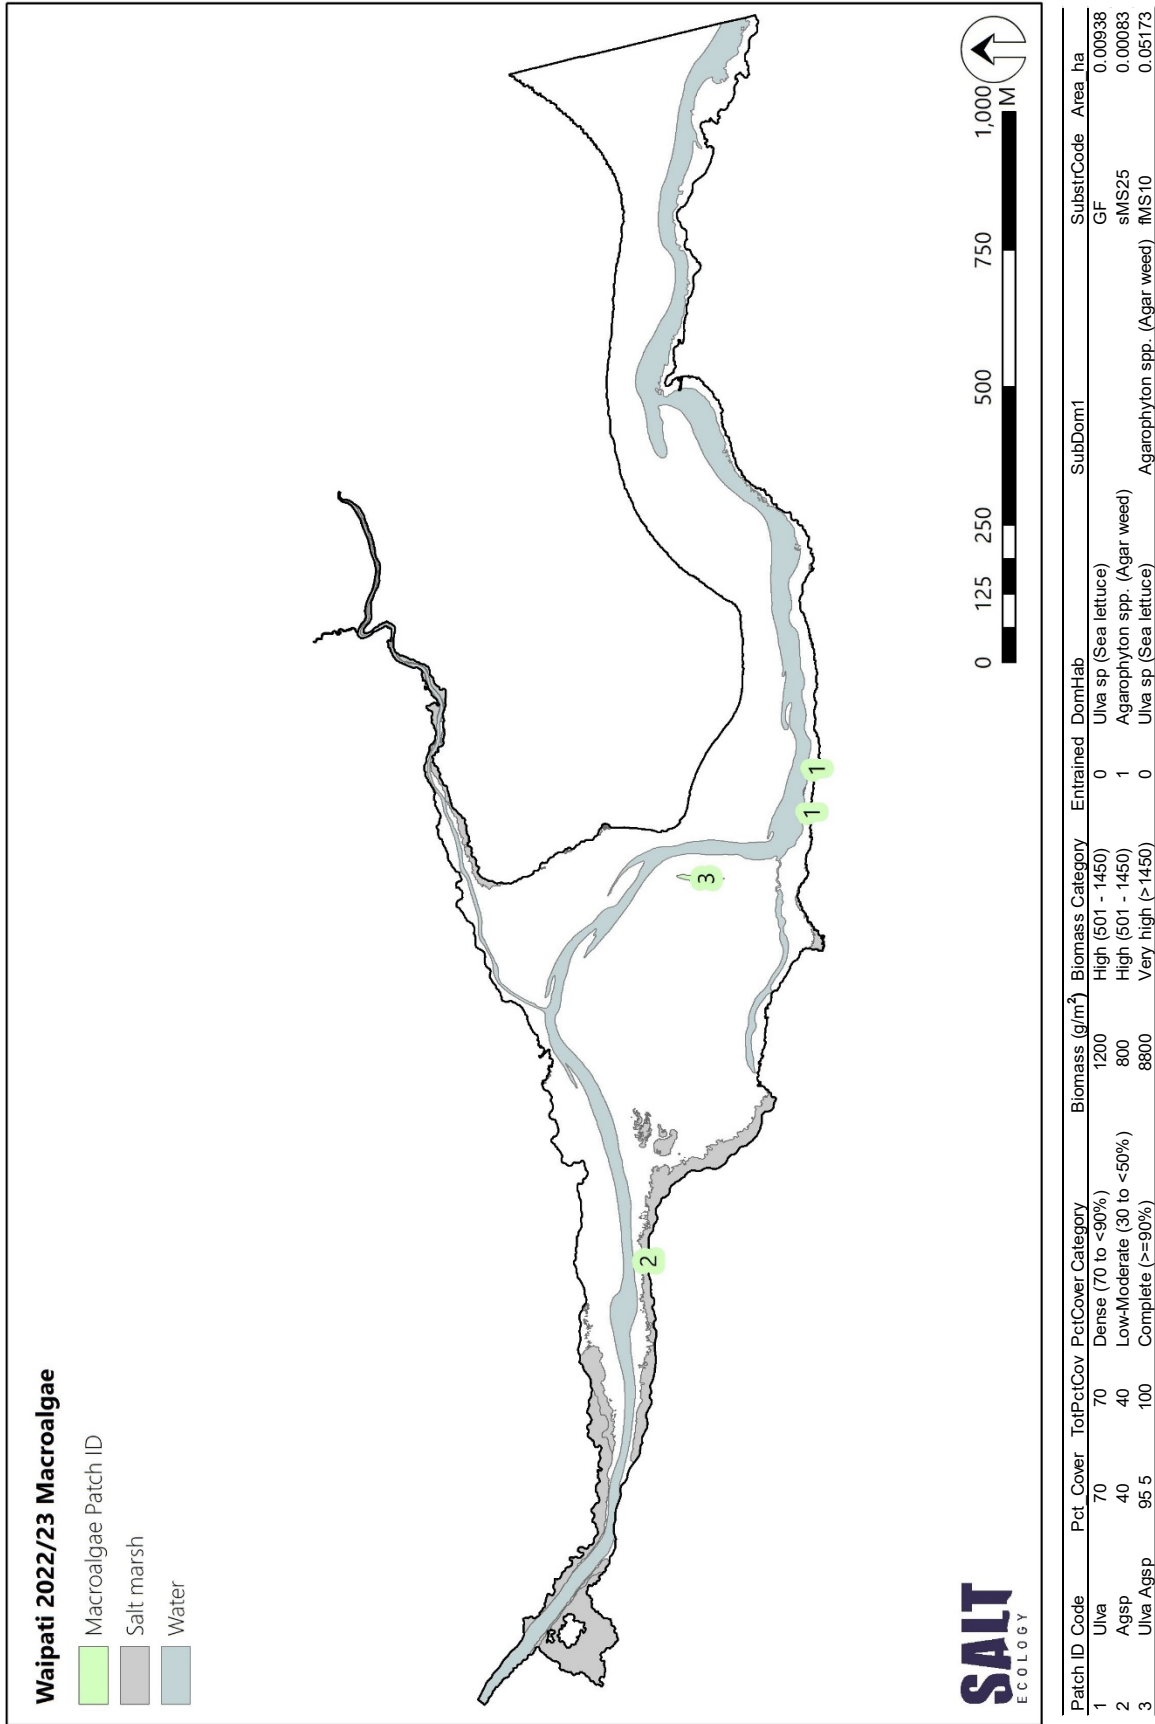 Waipati 2022/23 Macroalgae
Macroalgae Patch ID
Salt marsh
Water
2
3
1
1
0 125 250 500 750 1,000
M
SALT
ECOLOGY
Patch ID Code Pct_Cover TotPctCov PctCover Category Biomass (g/m²) Biomass Category Entrained DomHab SubDom1 SubstrCode Area_ha
1 Ulva 70 70 Dense (70 to <90%) 1200 High (501 - 1450) 0 Ulva sp (Sea lettuce) GF 0.00938
2 Agsp 40 40 Low-Moderate (30 to <50%) 800 High (501 - 1450) 1 Agarophyton spp. (Agar weed) sMS25 0.00083
3 Ulva Agsp 95 5 100 Complete (>=90%) 8800 Very high (>1450) 0 Ulva sp (Sea lettuce) Agarophyton spp. (Agar weed) fMS10 0.05173